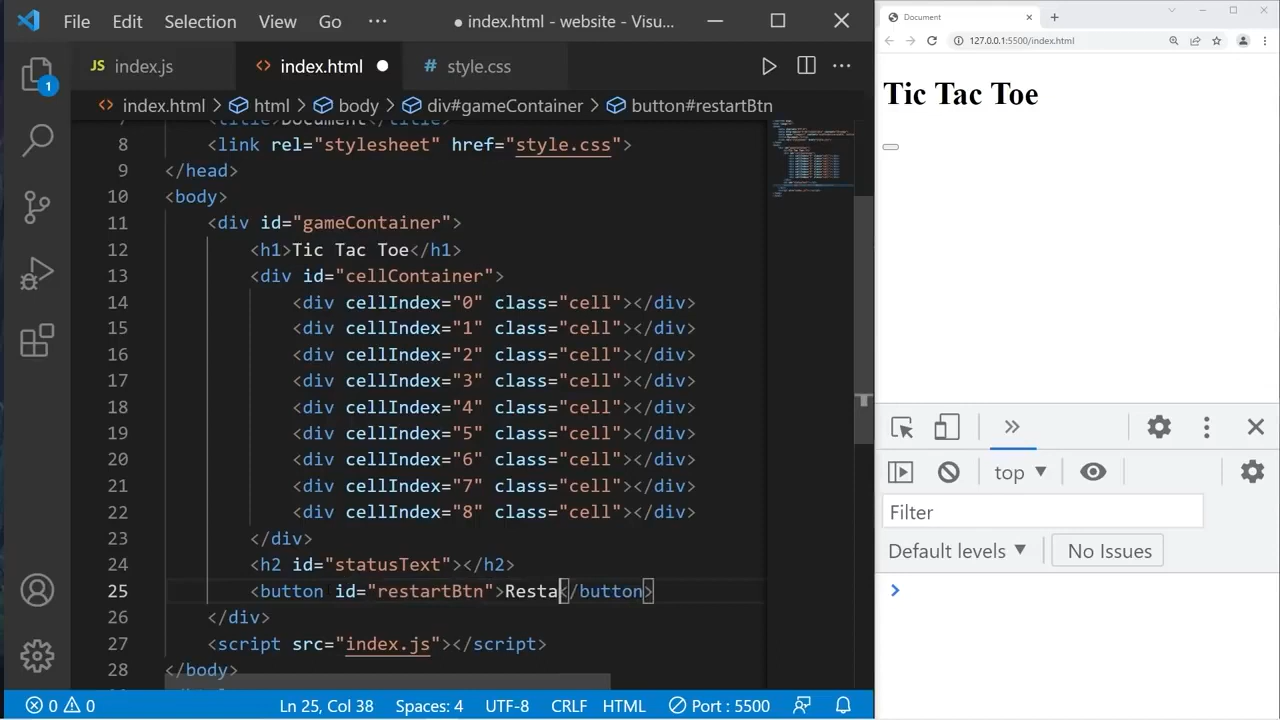 File Edit Selection View Go ··· ● index.html - website - Visu...
JS index.js <> index.html ● # style.css
1
<> index.html > html > body > div#gameContainer > button#restartBtn
7 <title>Document</title>
8 <link rel="stylesheet" href="style.css">
9 </head>
10 <body>
11 <div id="gameContainer">
12 <h1>Tic Tac Toe</h1>
13 <div id="cellContainer">
14 <div cellIndex="0" class="cell"></div>
15 <div cellIndex="1" class="cell"></div>
16 <div cellIndex="2" class="cell"></div>
17 <div cellIndex="3" class="cell"></div>
18 <div cellIndex="4" class="cell"></div>
19 <div cellIndex="5" class="cell"></div>
20 <div cellIndex="6" class="cell"></div>
21 <div cellIndex="7" class="cell"></div>
22 <div cellIndex="8" class="cell"></div>
23 </div>
24 <h2 id="statusText"></h2>
25 <button id="restartBtn">Resta</button>
26 </div>
27 <script src="index.js"></script>
28 </body>
0 0 Ln 25, Col 38 Spaces: 4 UTF-8 CRLF HTML Port : 5500
Document
127.0.0.1:5500/index.html
Tic Tac Toe
top
Filter
Default levels No Issues